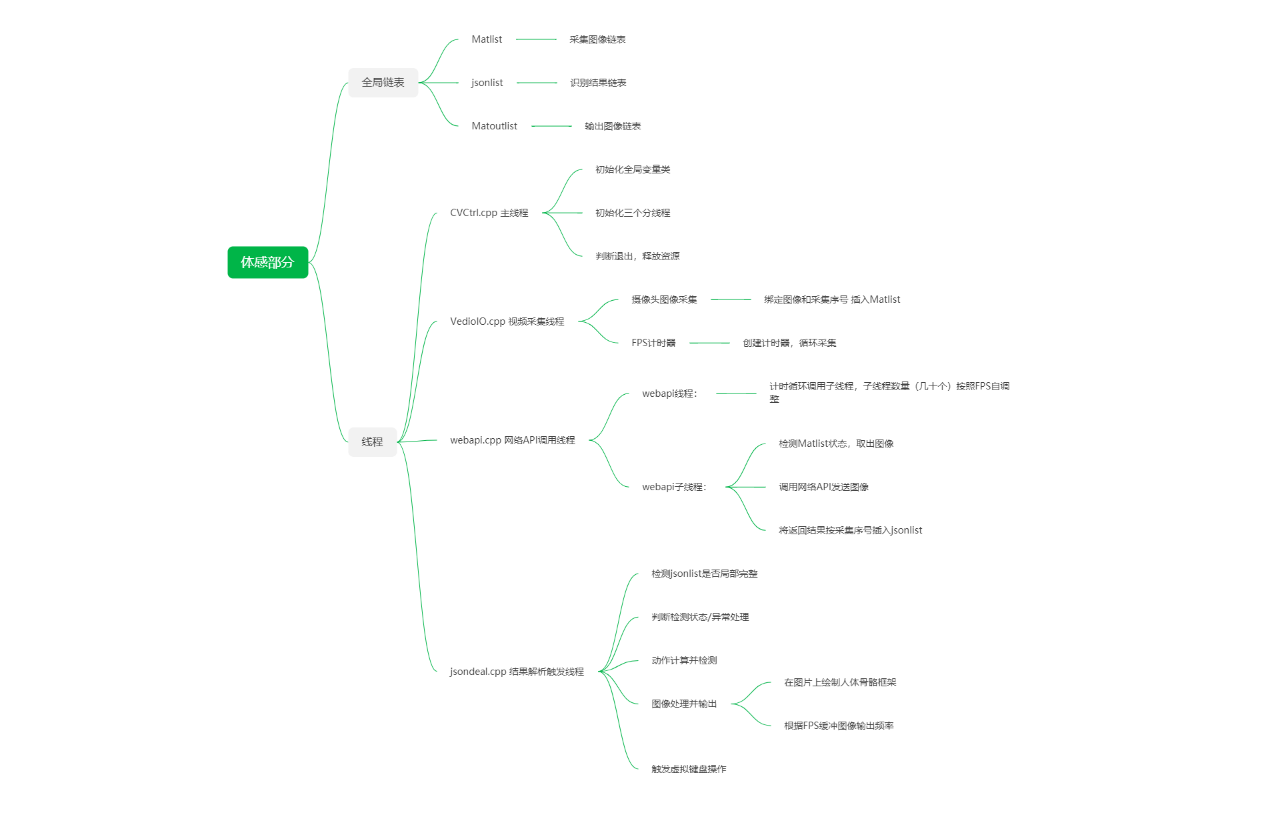 体感部分
全局链表
Matlist
采集图像链表
jsonlist
识别结果链表
Matoutlist
输出图像链表
线程
CVCtrl.cpp 主线程
初始化全局变量类
初始化三个分线程
判断退出，释放资源
VedioIO.cpp 视频采集线程
摄像头图像采集
绑定图像和采集序号 插入Matlist
FPS计时器
创建计时器，循环采集
webapi.cpp 网络API调用线程
webapi线程：
计时循环调用子线程，子线程数量（几十个）按照FPS自调
整
webapi子线程：
检测Matlist状态，取出图像
调用网络API发送图像
将返回结果按采集序号插入jsonlist
jsondeal.cpp 结果解析触发线程
检测jsonlist是否局部完整
判断检测状态/异常处理
动作计算并检测
图像处理并输出
在图片上绘制人体骨骼框架
根据FPS缓冲图像输出频率
触发虚拟键盘操作